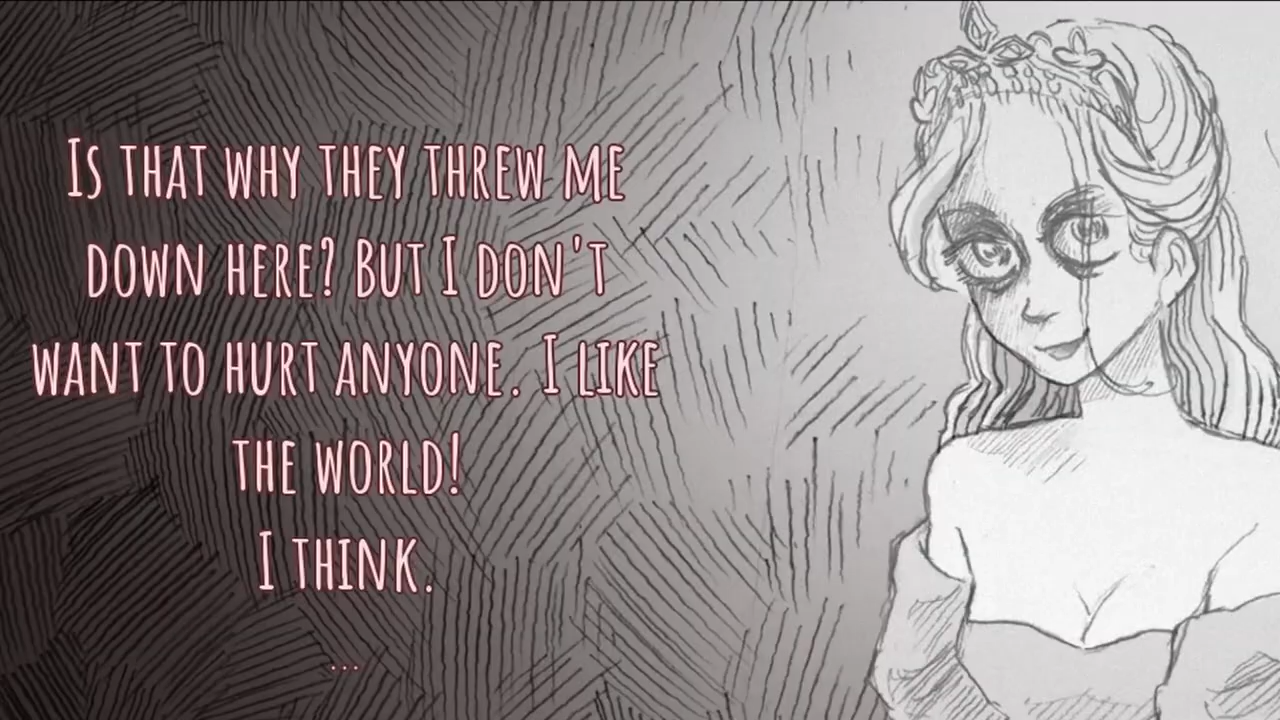 Is that why they threw me
down here? But I don't
want to hurt anyone. I like
the world!
I think.
...